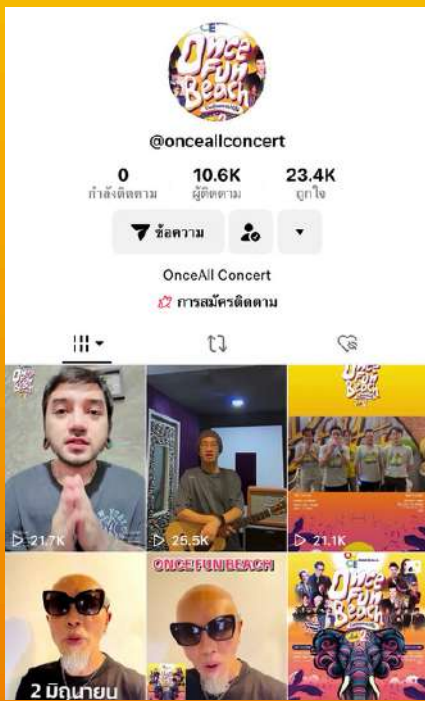 Once
Fun
Beach
@onceallconcert
0 10.6K 23.4K
กำลังติดตาม ผู้ติดตาม ถูกใจ
ข้อความ
OnceAll Concert
การสมัครติดตาม
21.7K 25.5K 21.1K
ONCE FUN BEACH
Once
Fun
Beach
2 มิถุนายน